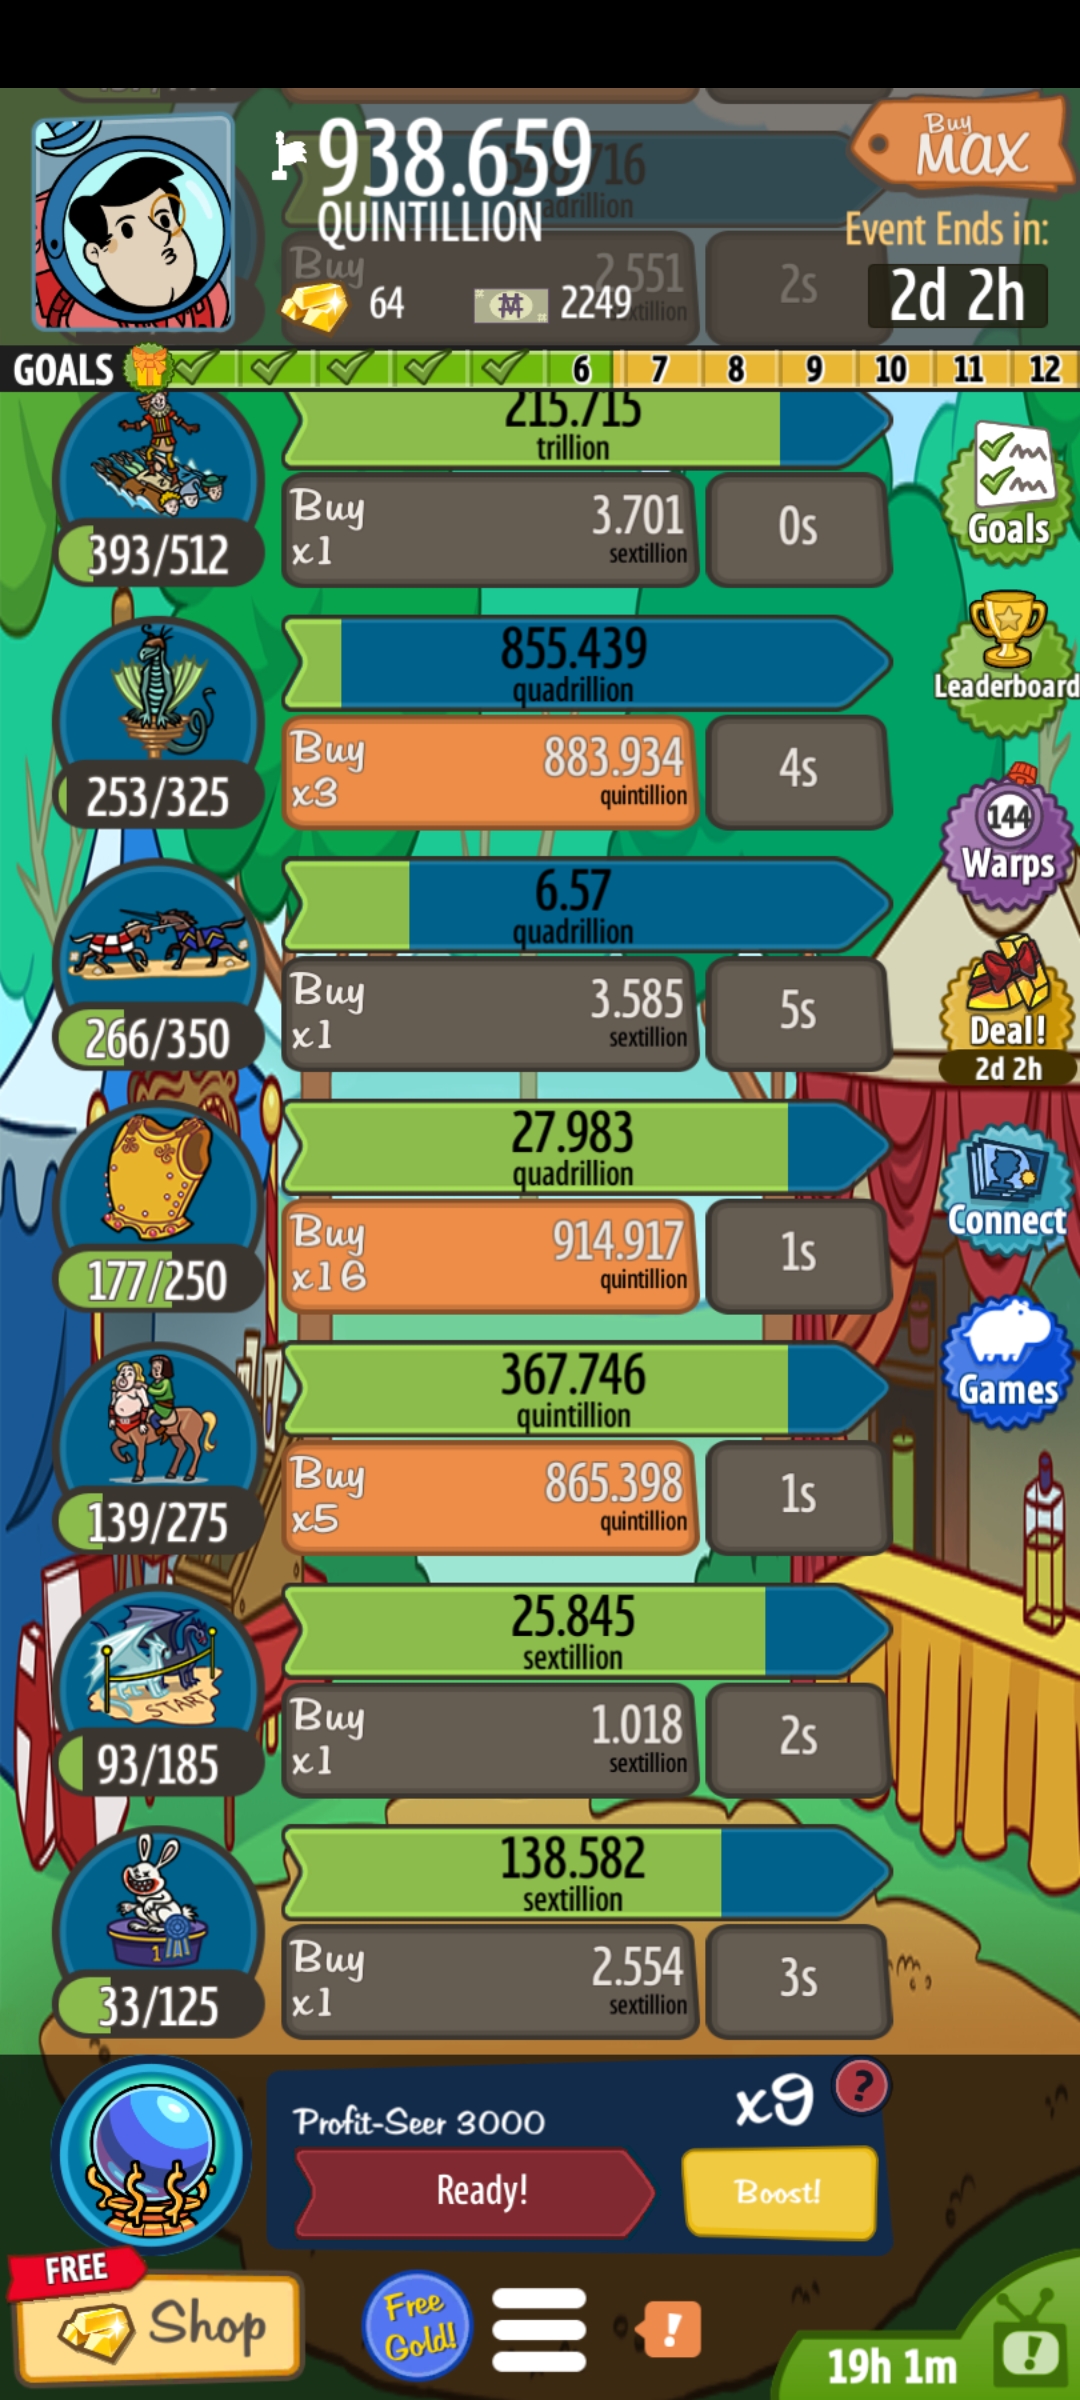 938.659
QUINTILLION
Buy
MAX
Event Ends in:
2d 2h
64
2249
Buy
2.551
2s
GOALS
6
7
8
9
10
11
12
215.715
trillion
393/512
Buy
x1
3.701
sextillion
0s
Goals
855.439
quadrillion
253/325
Buy
x3
883.934
quintillion
4s
Leaderboard
144
Warps
6.57
quadrillion
266/350
Buy
x1
3.585
sextillion
5s
Deal!
2d 2h
27.983
quadrillion
177/250
Buy
x16
914.917
quintillion
1s
Connect
367.746
quintillion
139/275
Buy
x5
865.398
quintillion
1s
Games
25.845
sextillion
START
93/185
Buy
x1
1.018
sextillion
2s
138.582
sextillion
1
33/125
Buy
x1
2.554
sextillion
3s
Profit-Seer 3000
x9
?
Ready!
Boost!
FREE
Shop
Free
Gold!
!
19h 1m
!